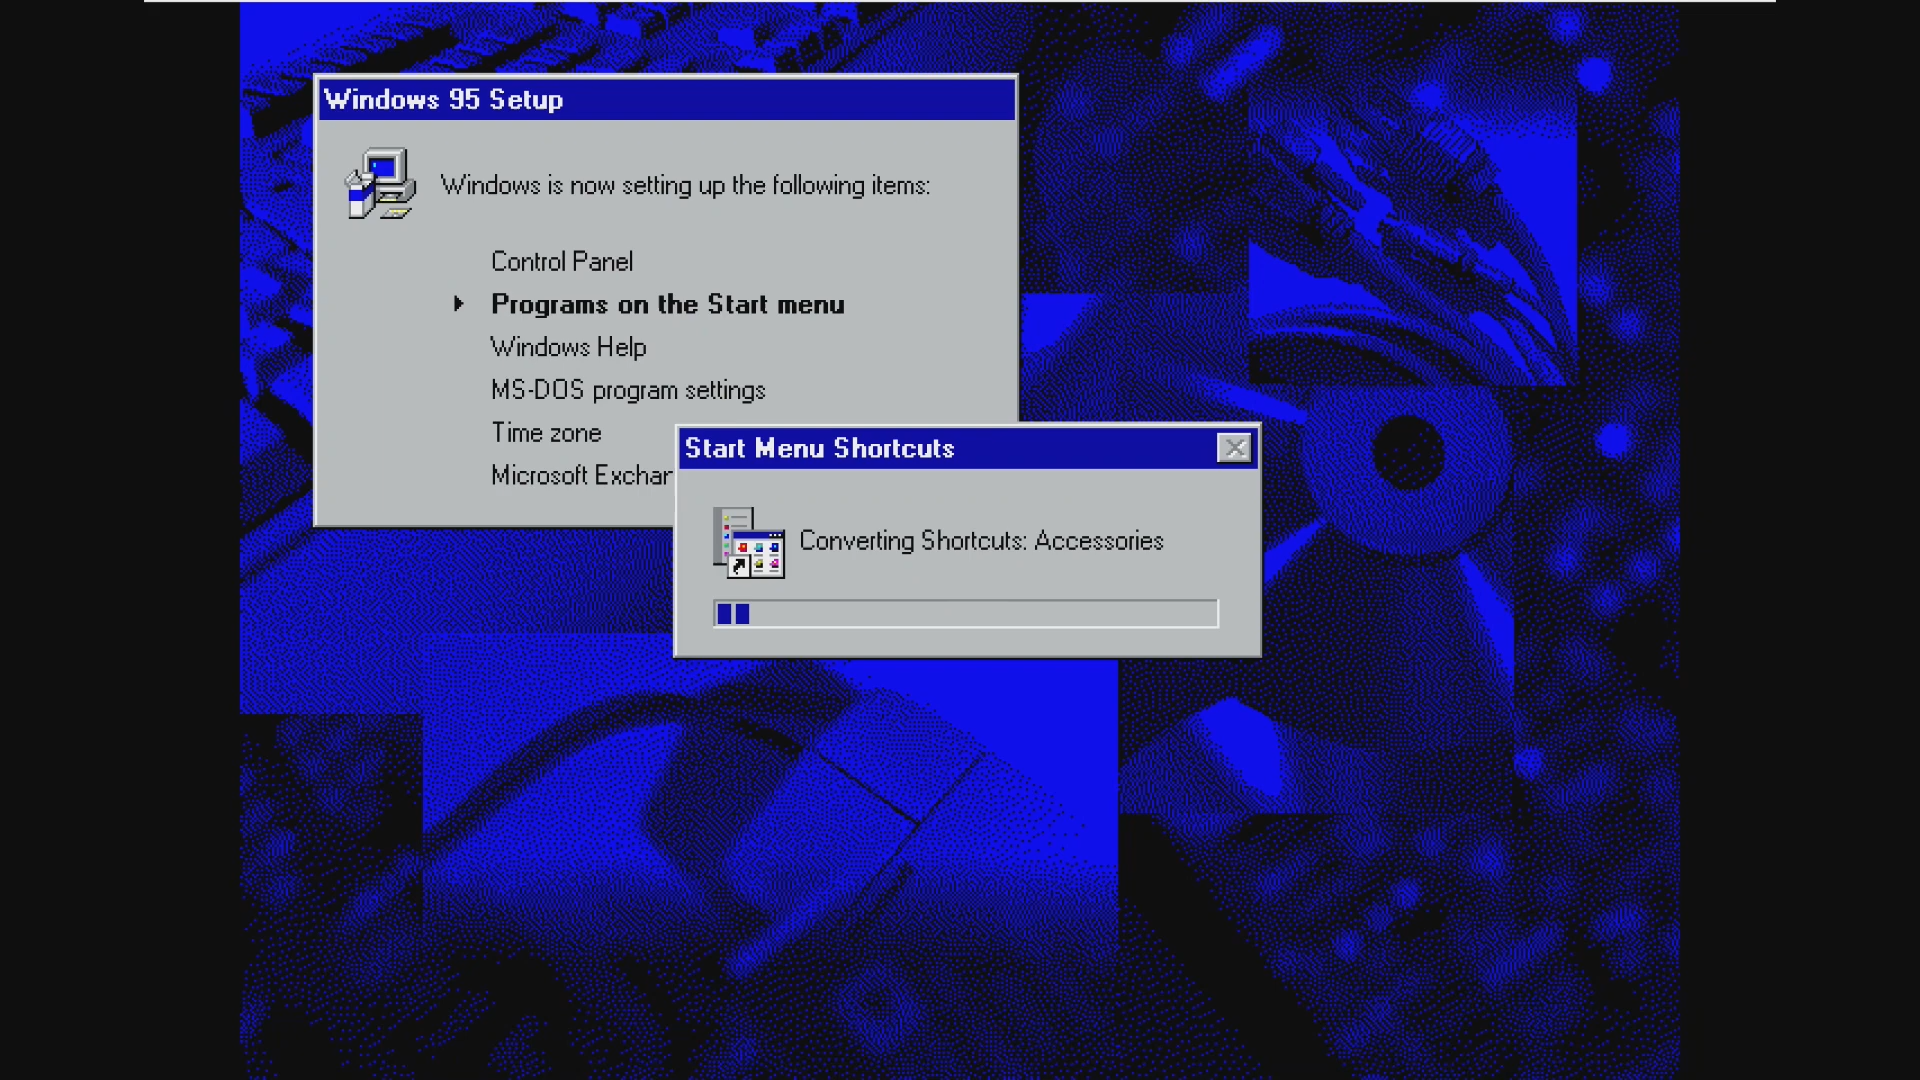 Windows 95 Setup
Windows is now setting up the following items:
Control Panel
Programs on the Start menu
Windows Help
MS-DOS program settings
Time zone
Microsoft Exchan
Start Menu Shortcuts
Converting Shortcuts: Accessories